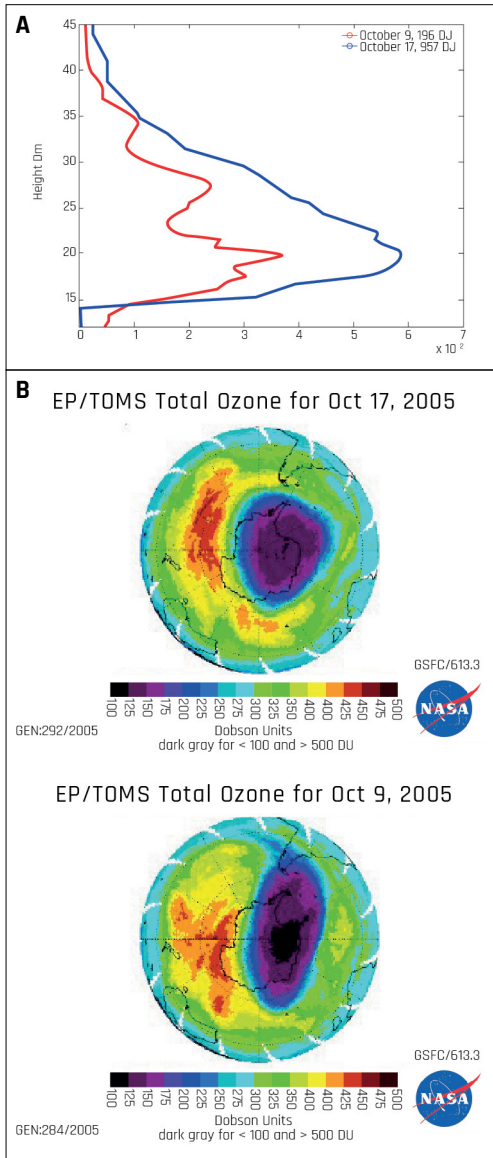 A
October 9, 196 DJ
October 17, 957 DJ
45
40
35
30
25
20
15
Height Dm
0 1 2 3 4 5 6 7
x 10 2
B
EP/TOMS Total Ozone for Oct 17, 2005
GSFC/613.3
NASA
100 125 150 175 200 225 250 275 300 325 350 400 400 425 450 475 500
GEN:292/2005
Dobson Units
dark gray for < 100 and > 500 DU
EP/TOMS Total Ozone for Oct 9, 2005
GSFC/613.3
NASA
100 125 150 175 200 225 250 275 300 325 350 400 400 425 450 475 500
GEN:284/2005
Dobson Units
dark gray for < 100 and > 500 DU